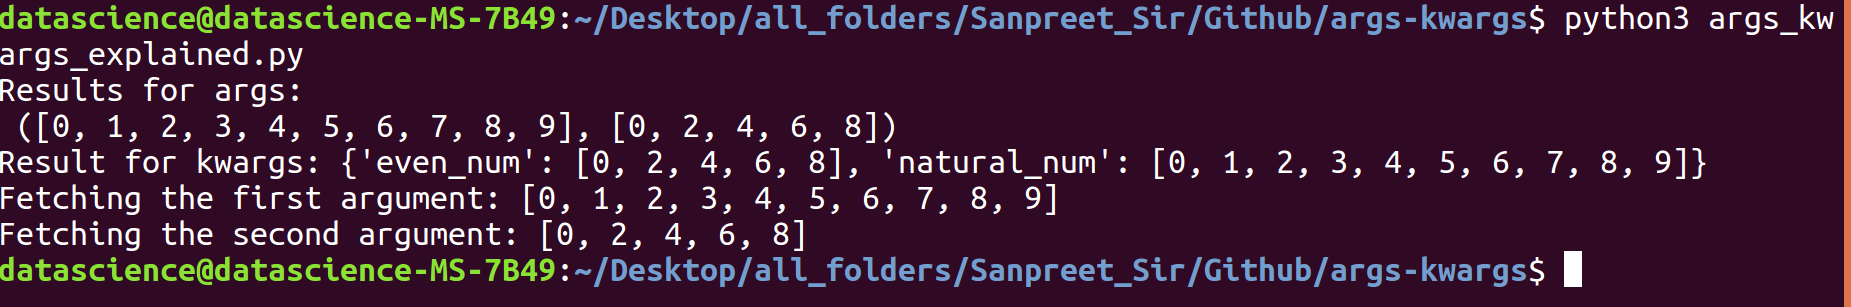 datascience@datascience-MS-7B49:~/Desktop/all_folders/Sanpreet_Sir/Github/args-kwargs$ python3 args_kw
args_explained.py
Results for args:
 ([0, 1, 2, 3, 4, 5, 6, 7, 8, 9], [0, 2, 4, 6, 8])
Result for kwargs: {'even_num': [0, 2, 4, 6, 8], 'natural_num': [0, 1, 2, 3, 4, 5, 6, 7, 8, 9]}
Fetching the first argument: [0, 1, 2, 3, 4, 5, 6, 7, 8, 9]
Fetching the second argument: [0, 2, 4, 6, 8]
datascience@datascience-MS-7B49:~/Desktop/all_folders/Sanpreet_Sir/Github/args-kwargs$